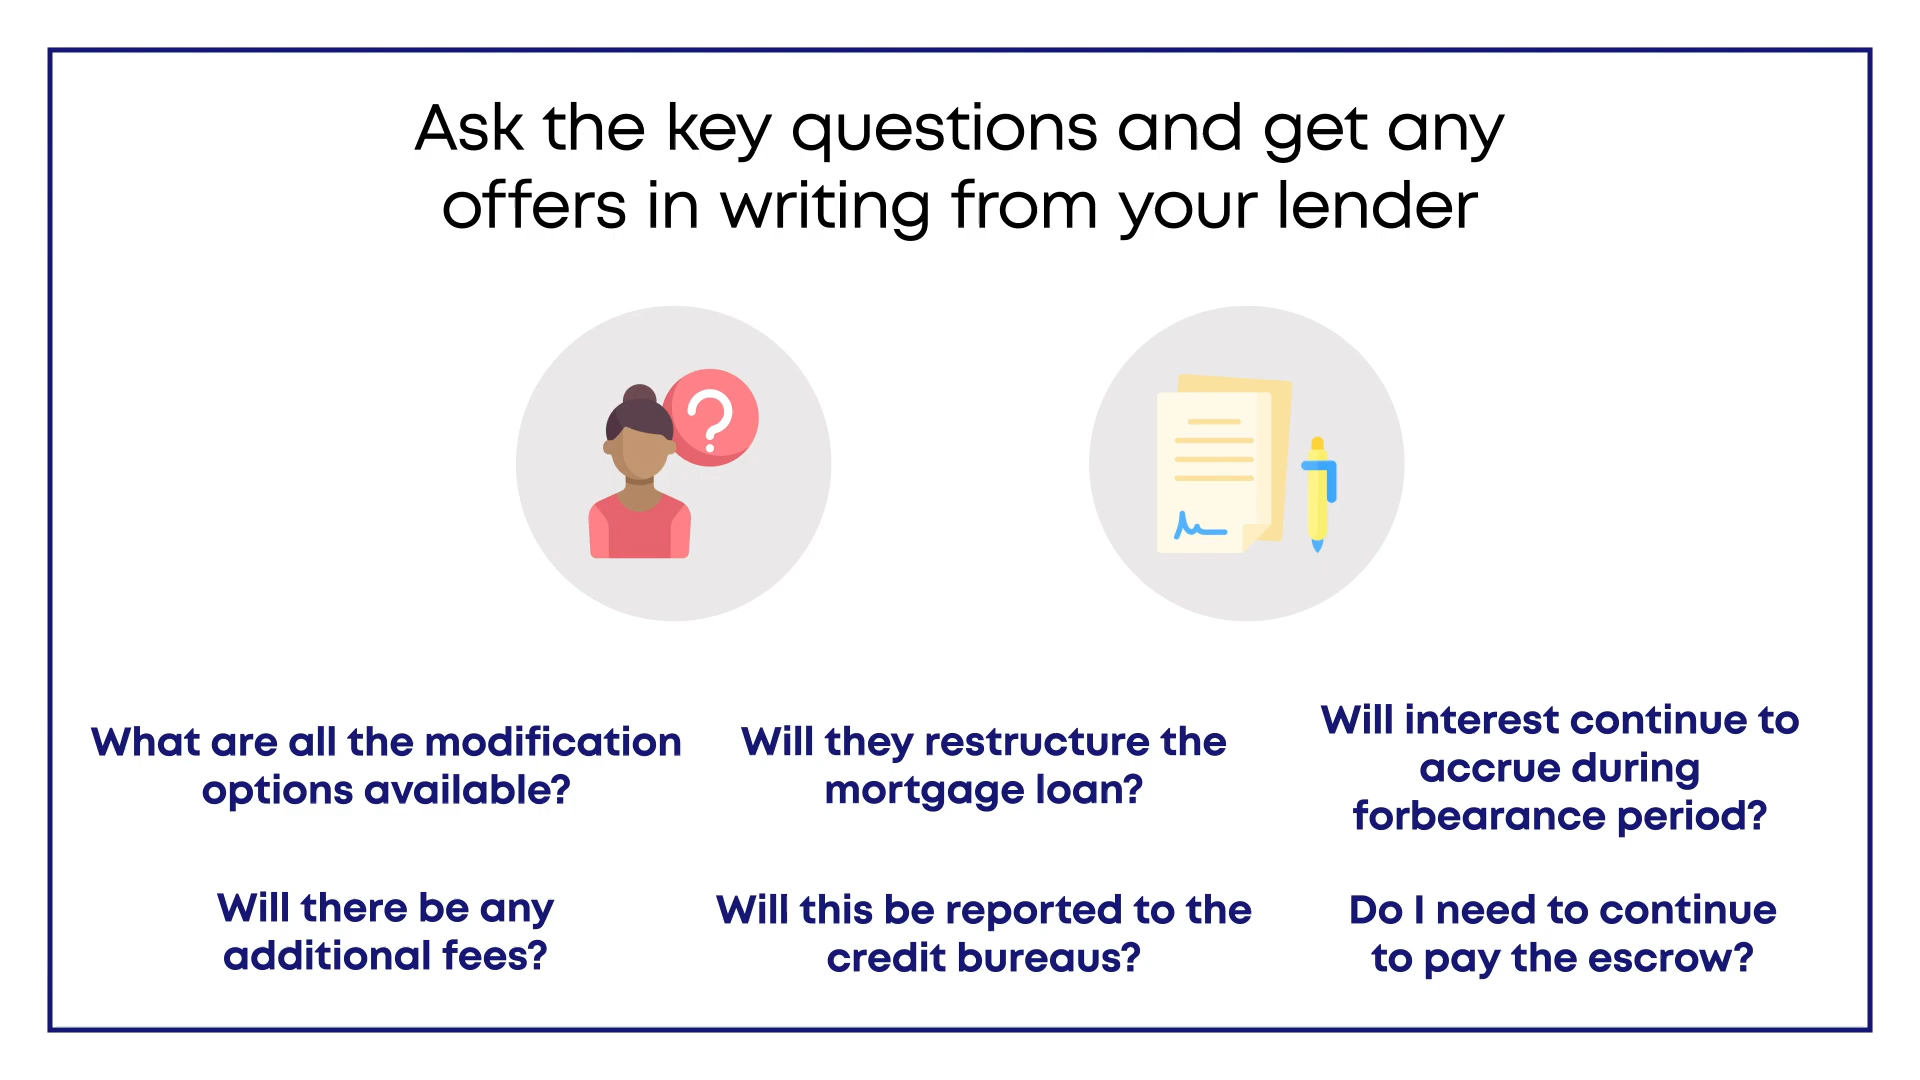 Ask the key questions and get any
offers in writing from your lender
What are all the modification
options available?
Will they restructure the
mortgage loan?
Will interest continue to
accrue during
forbearance period?
Will there be any
additional fees?
Will this be reported to the
credit bureaus?
Do I need to continue
to pay the escrow?